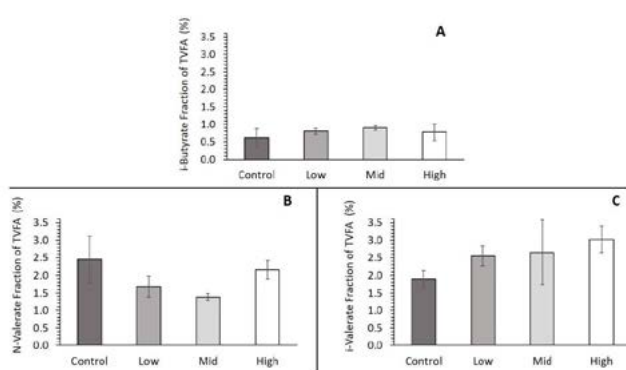 A
i-Butyrate Fraction of TVFA (%)
3.5
3.0
2.5
2.0
1.5
1.0
0.5
0.0
Control Low Mid High
B
N-Valerate Fraction of TVFA (%)
3.5
3.0
2.5
2.0
1.5
1.0
0.5
0.0
Control Low Mid High
C
i-Valerate Fraction of TVFA (%)
3.5
3.0
2.5
2.0
1.5
1.0
0.5
0.0
Control Low Mid High